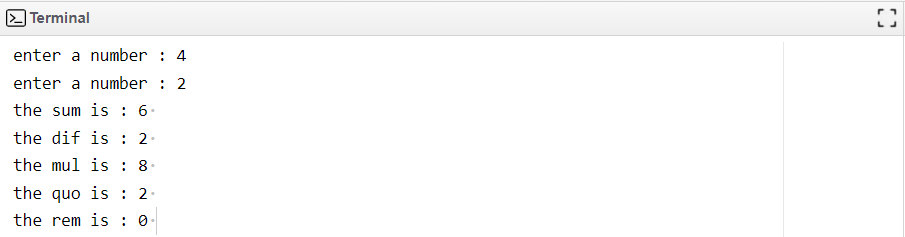 Terminal
enter a number : 4
enter a number : 2
the sum is : 6
the dif is : 2
the mul is : 8
the quo is : 2
the rem is : 0